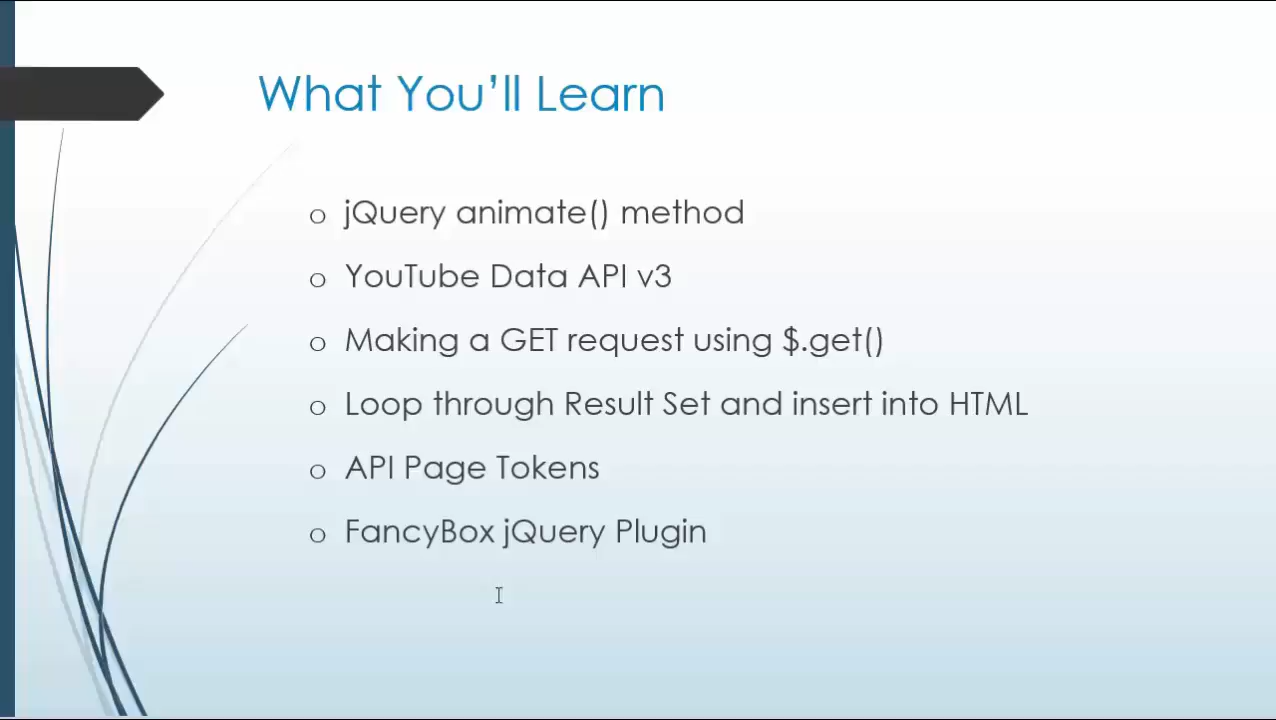 What You’ll Learn
o jQuery animate() method
o YouTube Data API v3
o Making a GET request using $.get()
o Loop through Result Set and insert into HTML
o API Page Tokens
o FancyBox jQuery Plugin